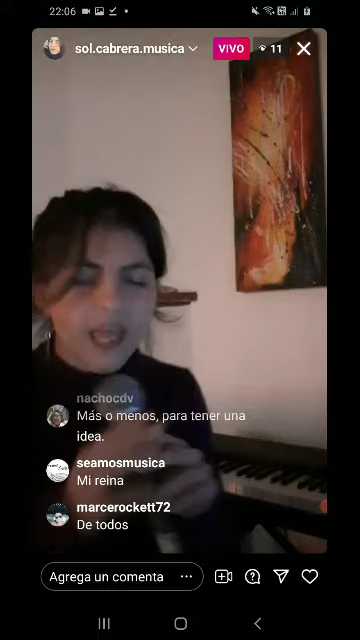 22:06
sol.cabrera.musica
VIVO
11
nachocdv
Más o menos, para tener una
idea.
seamosmusica
Mi reina
marcerockett72
De todos
Agrega un comentario